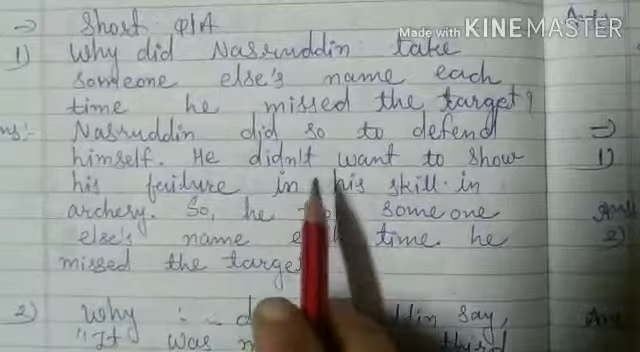 Made with KINEMASTER
→ Short Q/A
1) Why did Nasruddin take
someone else's name each
time he missed the target?
Ans:- Nasruddin did so to defend
himself. He didn't want to show
his failure in his skill in
archery. So, he someone
else's name time he
missed the target
2) Why say,
"It was